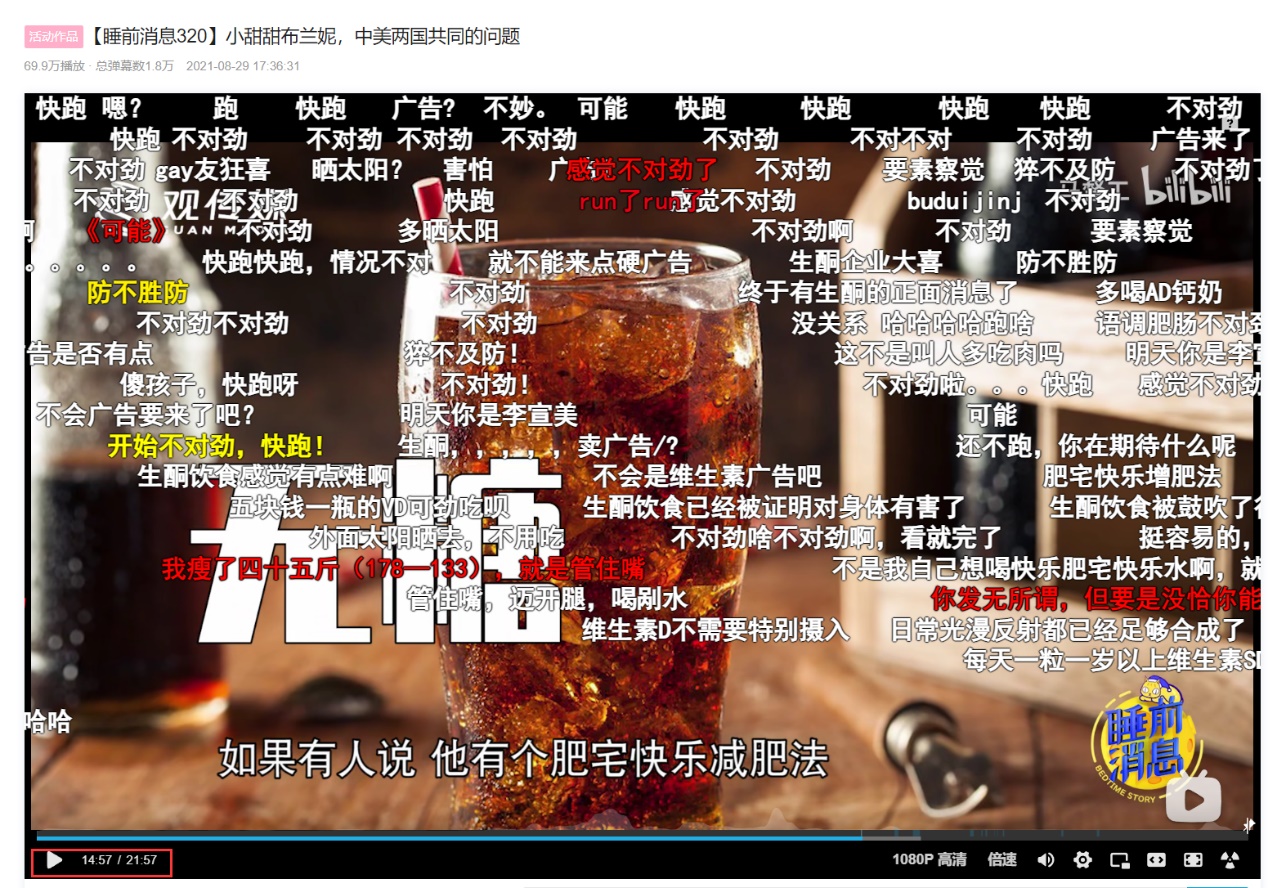 活动作品 【睡前消息320】小甜甜布兰妮，中美两国共同的问题
69.9万播放 · 总弹幕数1.8万 2021-08-29 17:36:31
快跑 嗯？ 跑 快跑 广告？ 不妙。 可能 快跑 快跑 快跑 快跑 不对劲
快跑 不对劲 不对劲 不对劲 不对劲 不对劲 不对不对 不对劲 广告来了
不对劲 gay友狂喜 晒太阳？ 害怕 感觉不对劲了 不对劲 要素察觉 猝不及防 不对劲
不对劲 不对劲 快跑 run了run了 感觉不对劲 buduijinj 不对劲 bilibili
《可能》 不对劲 多晒太阳 不对劲啊 不对劲 要素察觉
。。。。。 快跑快跑，情况不对 就不能来点硬广告 生酮企业大喜 防不胜防
防不胜防 不对劲 终于有生酮的正面消息了 多喝AD钙奶
不对劲不对劲 不对劲 没关系 哈哈哈哈跑啥 语调肥肠不对劲
告是否有点 猝不及防！ 这不是叫人多吃肉吗 明天你是李宣
傻孩子，快跑呀 不对劲！ 不对劲啦。。。快跑 感觉不对劲
不会广告要来了吧？ 明天你是李宣美 可能
开始不对劲，快跑！ 生酮，，，，，卖广告/？ 还不跑，你在期待什么呢
生酮饮食感觉有点难啊 不会是维生素广告吧 肥宅快乐增肥法
五块钱一瓶的VD可劲吃呗 生酮饮食已经被证明对身体有害了 生酮饮食被鼓吹了
外面太阳晒去，不用吃 不对劲啥不对劲啊，看就完了 挺容易的，
我瘦了四十五斤（178—133），就是管住嘴 不是我自己想喝快乐肥宅快乐水啊，就
无糖
管住嘴，迈开腿，喝剐水 你发无所谓，但要是没恰你能
维生素D不需要特别摄入 日常光漫反射都已经足够合成了
每天一粒一岁以上维生素
哈哈
睡前消息
BEDTIME STORY
如果有人说 他有个肥宅快乐减肥法
14:57 / 21:57 1080P 高清 倍速